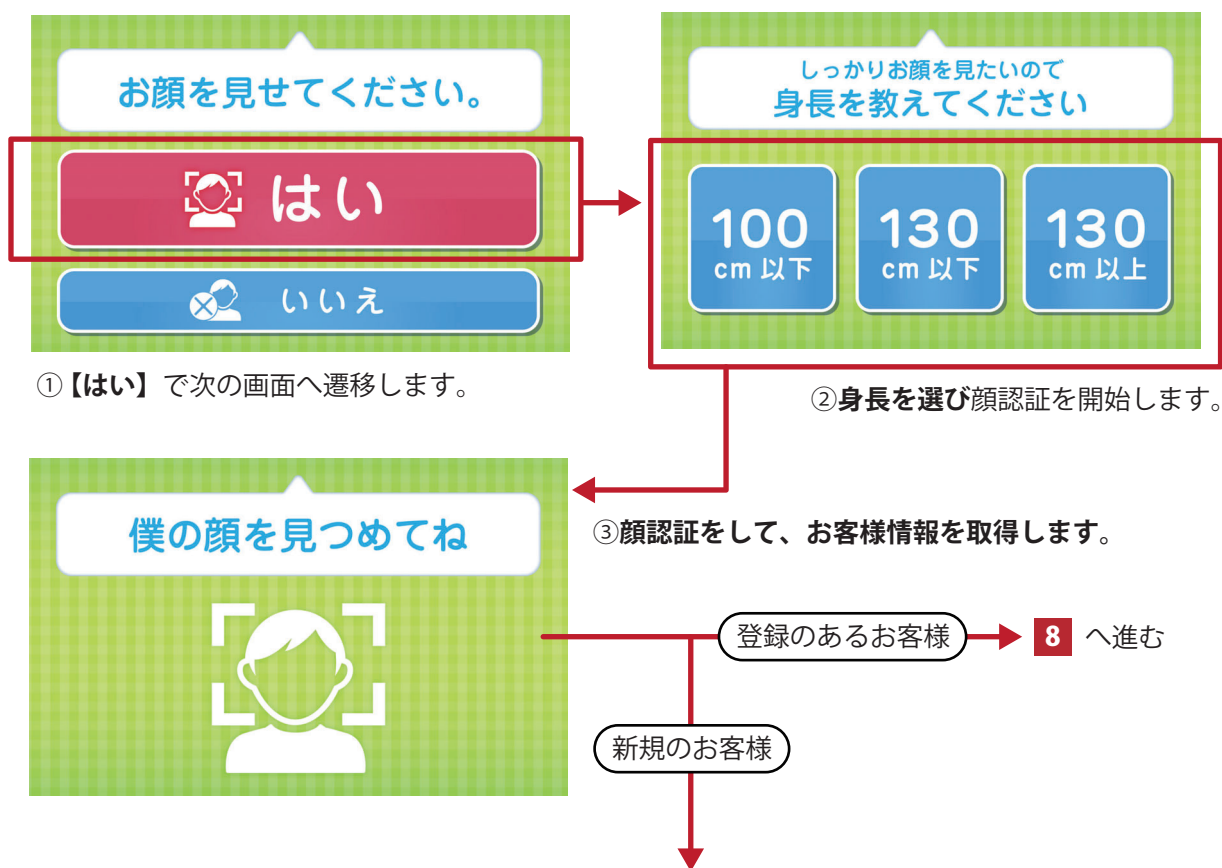 お顔を見せてください。
はい
いいえ
①【はい】で次の画面へ遷移します。
しっかりお顔を見たいので
身長を教えてください
100
cm 以下
130
cm 以下
130
cm 以上
②身長を選び顔認証を開始します。
僕の顔を見つめてね
③顔認証をして、お客様情報を取得します。
登録のあるお客様
8 へ進む
新規のお客様